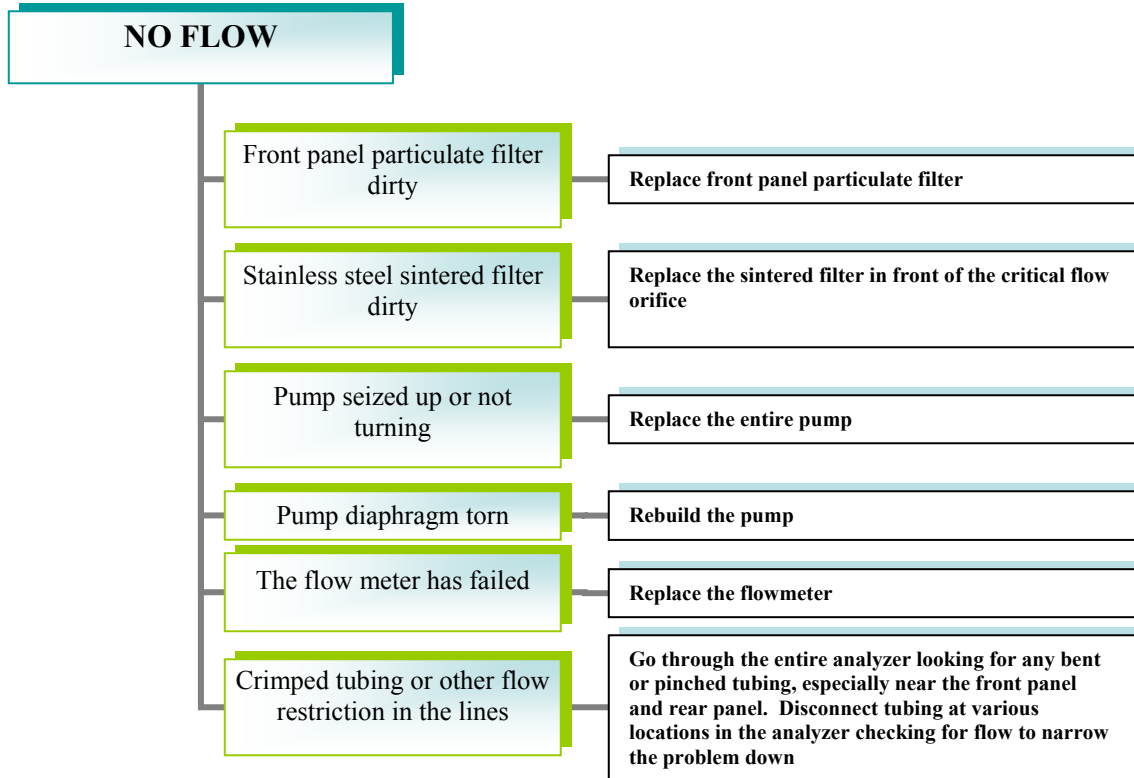 NO FLOW
Front panel particulate filter
dirty
Replace front panel particulate filter
Stainless steel sintered filter
dirty
Replace the sintered filter in front of the critical flow
orifice
Pump seized up or not
turning
Replace the entire pump
Pump diaphragm torn
Rebuild the pump
The flow meter has failed
Replace the flowmeter
Crimped tubing or other flow
restriction in the lines
Go through the entire analyzer looking for any bent
or pinched tubing, especially near the front panel
and rear panel.  Disconnect tubing at various
locations in the analyzer checking for flow to narrow
the problem down